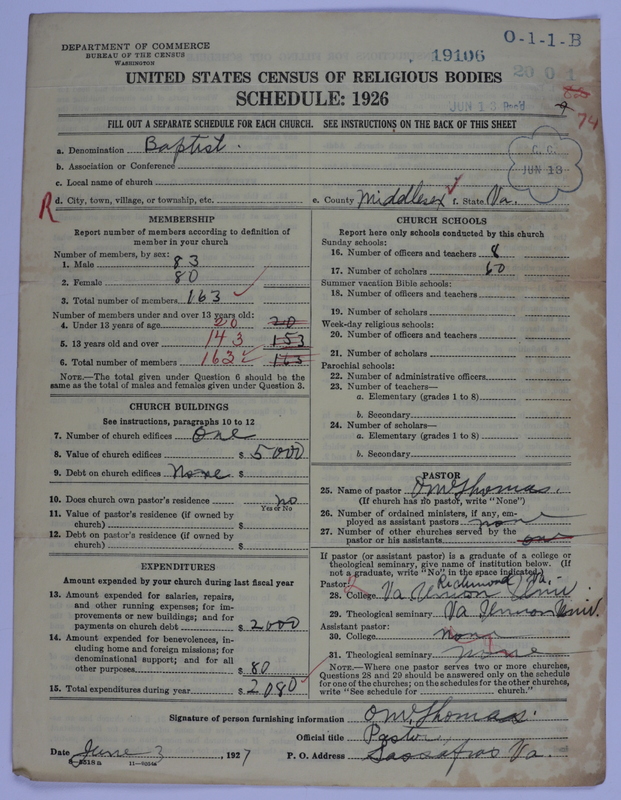 DEPARTMENT OF COMMERCE
BUREAU OF THE CENSUS
WASHINGTON
19106
O-1-1-B
UNITED STATES CENSUS OF RELIGIOUS BODIES
SCHEDULE: 1926
JUN 13
74
FILL OUT A SEPARATE SCHEDULE FOR EACH CHURCH. SEE INSTRUCTIONS ON THE BACK OF THIS SHEET
a. Denomination Baptist.
b. Association or Conference
c. Local name of church
C. C.
JUN 13
R d. City, town, village, or township, etc. e. County Middlesex f. State Va.
MEMBERSHIP
Report number of members according to definition of
member in your church
Number of members, by sex:
1. Male 83
2. Female 80
3. Total number of members 163
Number of members under and over 13 years old:
4. Under 13 years of age 20 20
5. 13 years old and over 143 153
6. Total number of members 163 163
NOTE.—The total given under Question 6 should be the
same as the total of males and females given under Question 3.
CHURCH BUILDINGS
See instructions, paragraphs 10 to 12
7. Number of church edifices One
8. Value of church edifices $ 5000
9. Debt on church edifices None $
10. Does church own pastor's residence no
Yes or No
11. Value of pastor's residence (if owned by
church) $
12. Debt on pastor's residence (if owned by
church) $
EXPENDITURES
Amount expended by your church during last fiscal year
13. Amount expended for salaries, repairs,
and other running expenses; for im-
provements or new buildings; and for
payments on church debt $ 2000
14. Amount expended for benevolences, in-
cluding home and foreign missions; for
denominational support; and for all
other purposes $ 80
15. Total expenditures during year $ 2080
CHURCH SCHOOLS
Report here only schools conducted by this church
Sunday schools:
16. Number of officers and teachers 8
17. Number of scholars 60
Summer vacation Bible schools:
18. Number of officers and teachers
19. Number of scholars
Week-day religious schools:
20. Number of officers and teachers
21. Number of scholars
Parochial schools:
22. Number of administrative officers
23. Number of teachers—
a. Elementary (grades 1 to 8)
b. Secondary
24. Number of scholars—
a. Elementary (grades 1 to 8)
b. Secondary
PASTOR
25. Name of pastor O M Thomas.
(If church has no pastor, write "None")
26. Number of ordained ministers, if any, em-
ployed as assistant pastors none
27. Number of other churches served by the
pastor or his assistants one
If pastor (or assistant pastor) is a graduate of a college or
theological seminary, give name of institution below. (If
not a graduate, write "No" in the space indicated.)
Pastor: Richmond, Va.
28. College Va Union Univ
29. Theological seminary Va Union Univ.
Assistant pastor:
30. College none
31. Theological seminary none
NOTE.—Where one pastor serves two or more churches,
Questions 28 and 29 should be answered only on the schedule
for one of the churches; on the schedules for the other churches,
write "See schedule for church."
Signature of person furnishing information O M Thomas.
Official title Pastor
Date June 3, 1927 P. O. Address Sassafras Va.
11—9094